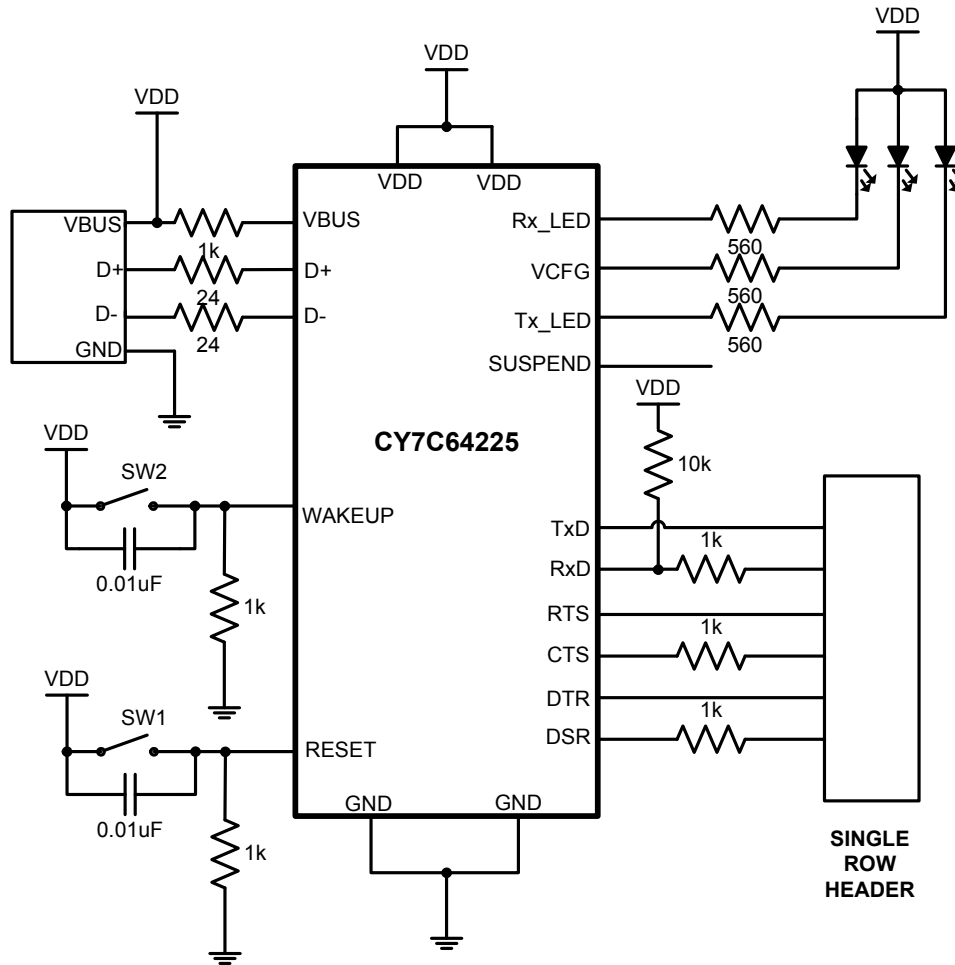 VDD
VDD
VDD
VDD
VDD
VBUS
1k
VBUS
Rx_LED
560
D+
24
D+
VCFG
560
D-
24
D-
Tx_LED
560
GND
SUSPEND
VDD
CY7C64225
10k
VDD
SW2
0.01uF
WAKEUP
1k
TxD
RxD
1k
RTS
CTS
1k
DTR
DSR
1k
VDD
SW1
0.01uF
RESET
1k
GND
GND
SINGLE
ROW
HEADER